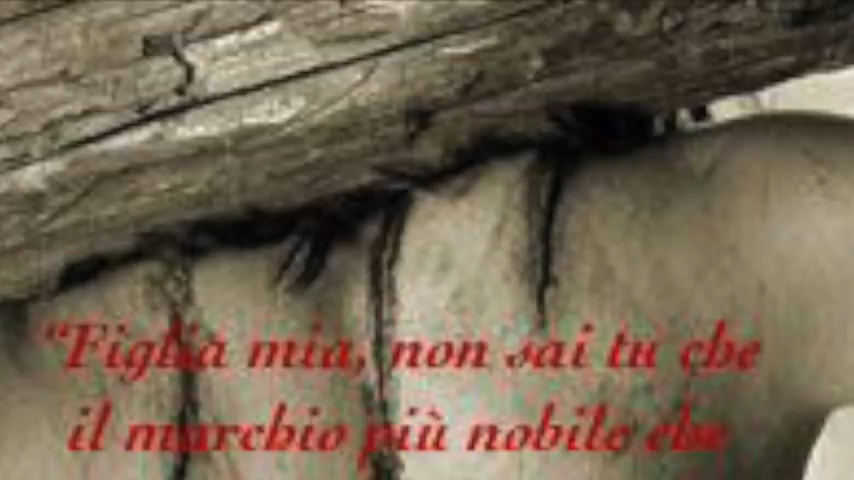 “Figlia mia, non sai tu che
il marchio più nobile che